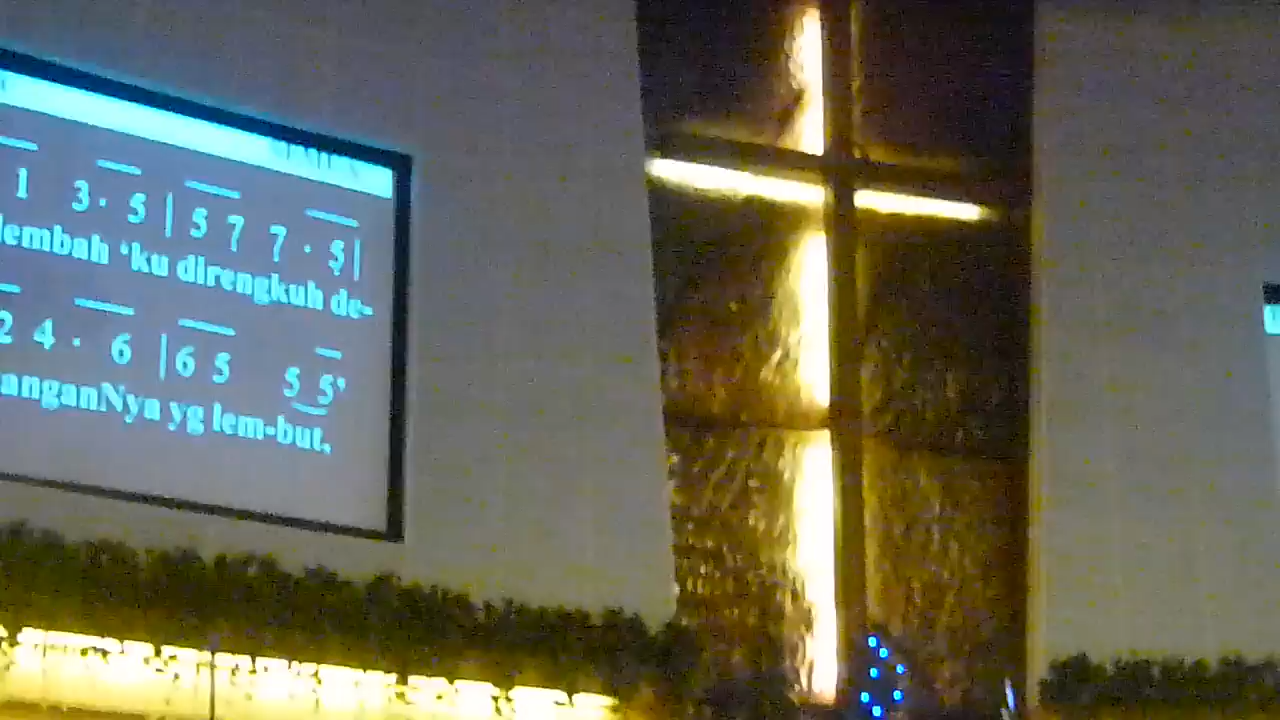 1 3· 5 | 5 7 7 · 5 |
lembah ‘ku direngkuh de-
2 4 · 6 | 6 5 5 5’
anganNya yg lem-but,